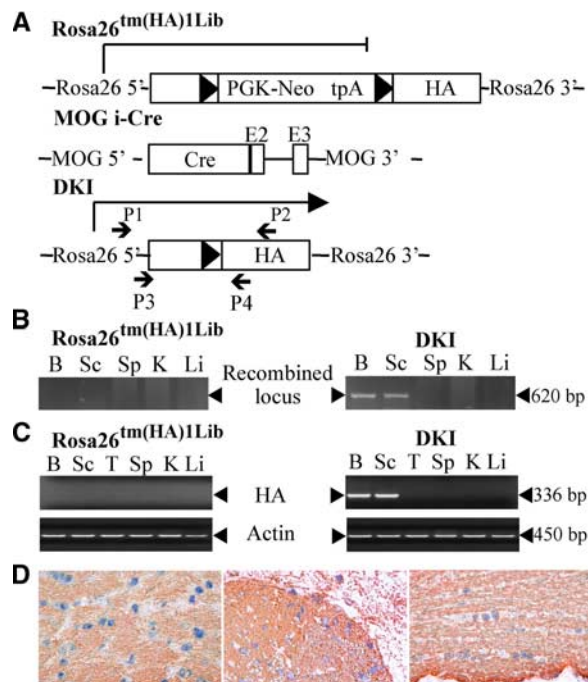 A
Rosa26tm(HA)1Lib
Rosa26 5’ PGK-Neo tpA HA Rosa26 3’
MOG i-Cre
E2 E3
MOG 5’ Cre MOG 3’
DKI
P1 P2
Rosa26 5’ HA Rosa26 3’
P3 P4
B
Rosa26tm(HA)1Lib DKI
B Sc Sp K Li B Sc Sp K Li
Recombined locus 620 bp
C
Rosa26tm(HA)1Lib DKI
B Sc T Sp K Li B Sc T Sp K Li
HA 336 bp
Actin 450 bp
D